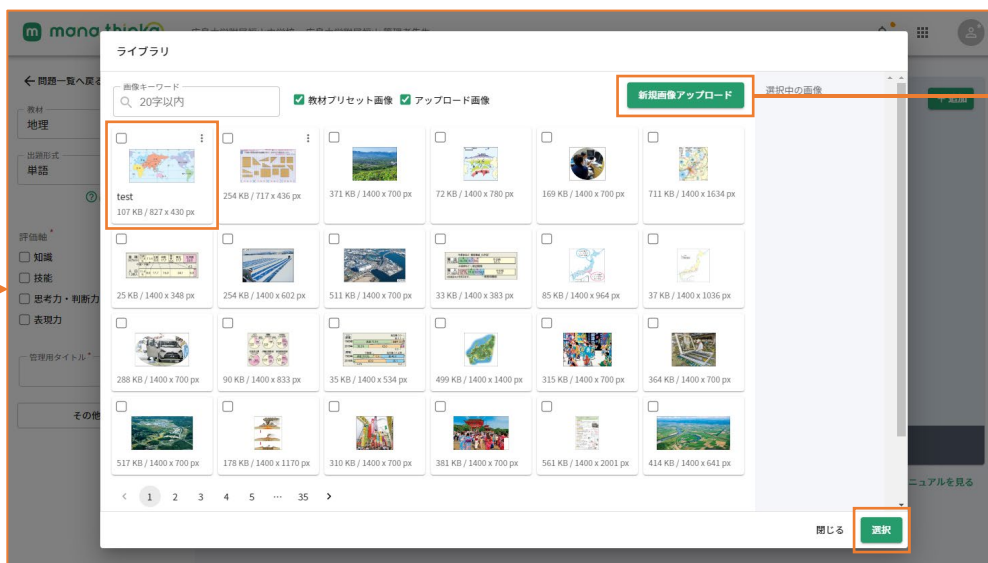 mana thinka
ライブラリ
問題一覧へ戻る
教材
地理
出題形式
単語
評価軸*
知識
技能
思考力・判断力
表現力
管理用タイトル*
その他
画像キーワード
20字以内
教材プリセット画像
アップロード画像
新規画像アップロード
選択中の画像
+ 追加
test
107 KB / 827 x 430 px
254 KB / 717 x 436 px
371 KB / 1400 x 700 px
72 KB / 1400 x 780 px
169 KB / 1400 x 700 px
711 KB / 1400 x 1634 px
25 KB / 1400 x 348 px
254 KB / 1400 x 602 px
511 KB / 1400 x 700 px
33 KB / 1400 x 383 px
85 KB / 1400 x 964 px
37 KB / 1400 x 1036 px
288 KB / 1400 x 700 px
90 KB / 1400 x 833 px
35 KB / 1400 x 534 px
499 KB / 1400 x 1400 px
315 KB / 1400 x 700 px
364 KB / 1400 x 700 px
517 KB / 1400 x 700 px
178 KB / 1400 x 1170 px
310 KB / 1400 x 700 px
381 KB / 1400 x 700 px
561 KB / 1400 x 2001 px
414 KB / 1400 x 641 px
< 1 2 3 4 5 … 35 >
ニュアルを見る
閉じる
選択